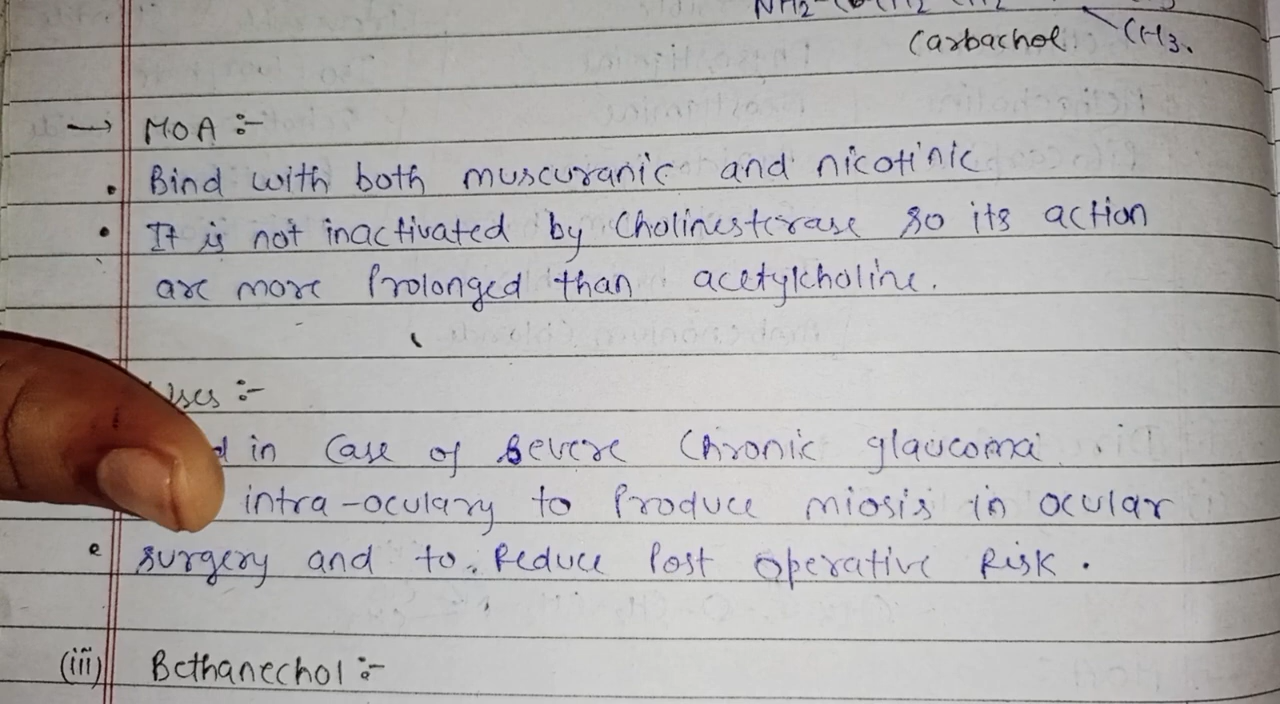 Carbachol CH3.
→ MOA :-
• Bind with both muscuranic and nicotinic
• It is not inactivated by Cholinesterase so its action
are more Prolonged than acetylcholine.
Uses :-
in Case of Severe Chronic glaucoma
intra-oculary to Produce miosis in ocular
surgery and to Reduce Post operative Risk.
(iii) Bethanechol :-